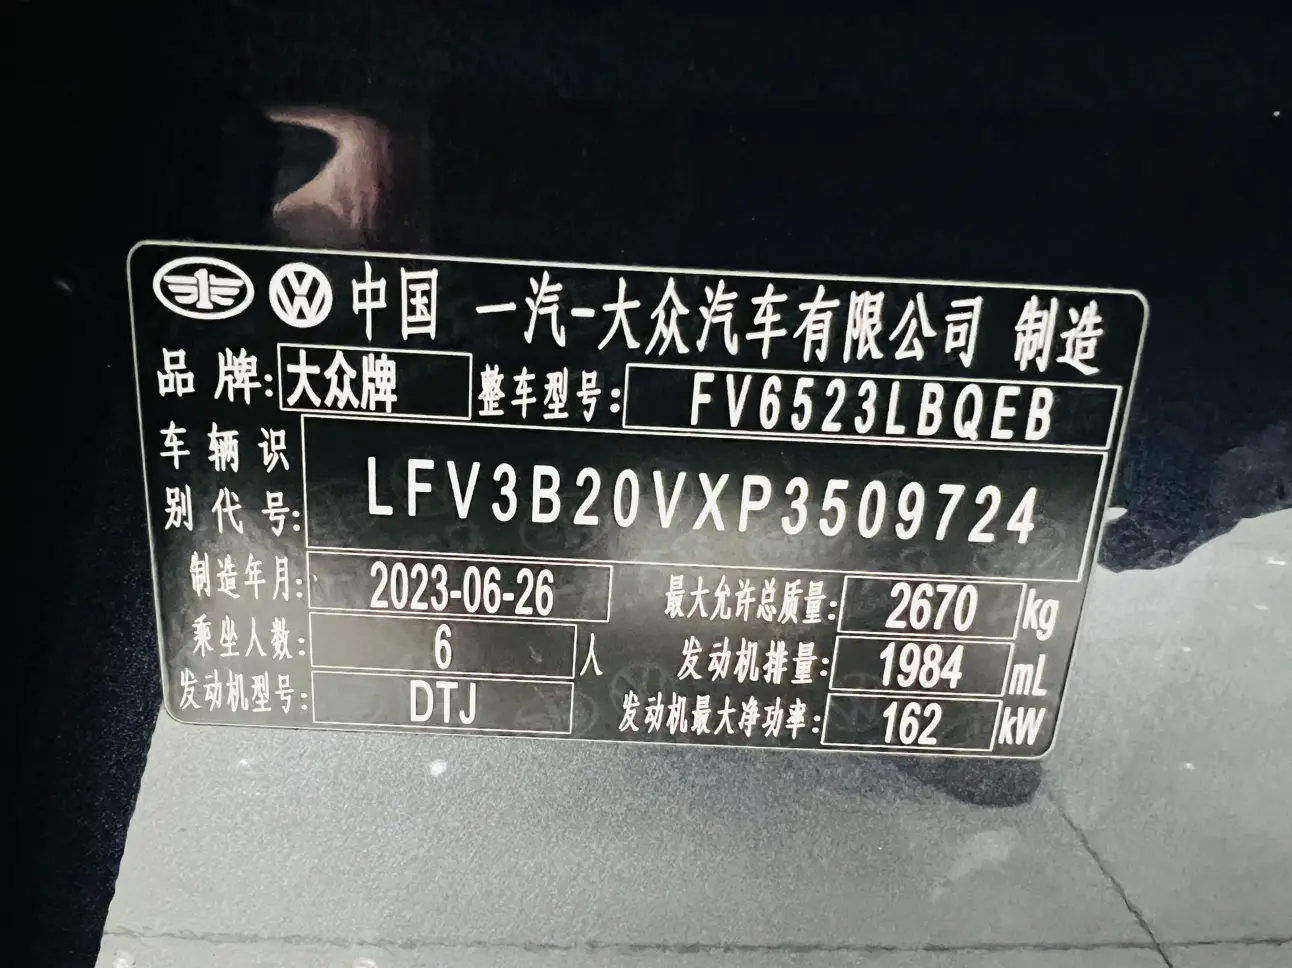 中国 一汽-大众汽车有限公司 制造
品牌: 大众牌 整车型号: FV6523LBQEB
车辆识别代号: LFV3B20VXP3509724
制造年月: 2023-06-26 最大允许总质量: 2670 kg
乘坐人数: 6 人 发动机排量: 1984 mL
发动机型号: DTJ 发动机最大净功率: 162 kW